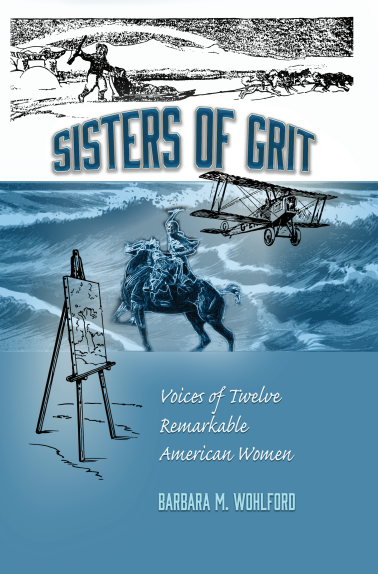 SISTERS OF GRIT
Voices of Twelve
Remarkable
American Women
BARBARA M. WOHLFORD